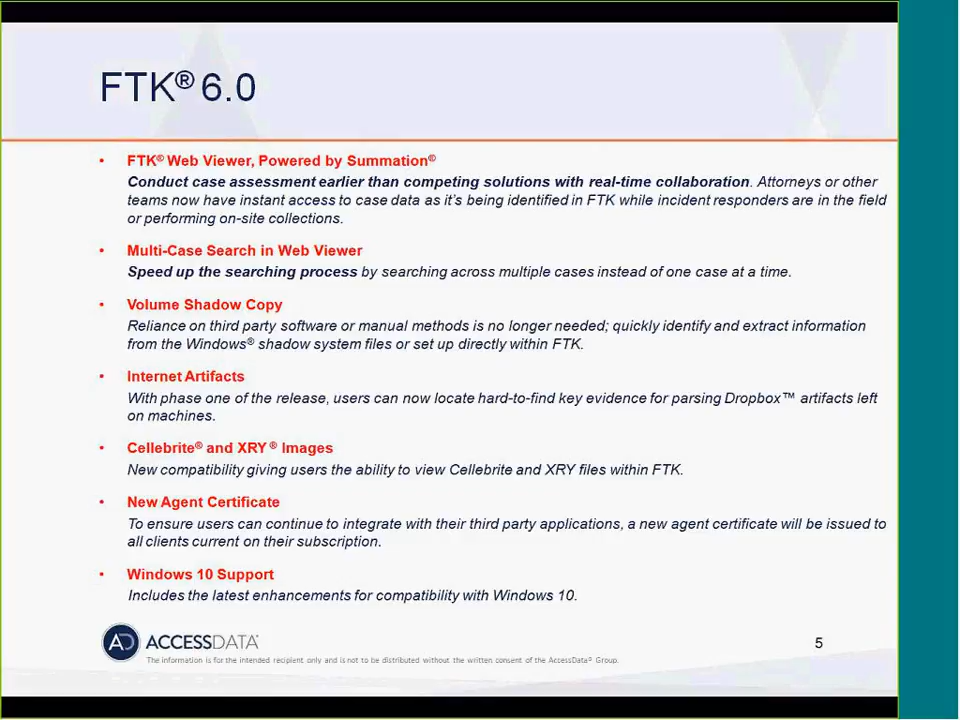 FTK® 6.0
• FTK® Web Viewer, Powered by Summation®
Conduct case assessment earlier than competing solutions with real-time collaboration. Attorneys or other
teams now have instant access to case data as it’s being identified in FTK while incident responders are in the field
or performing on-site collections.
• Multi-Case Search in Web Viewer
Speed up the searching process by searching across multiple cases instead of one case at a time.
• Volume Shadow Copy
Reliance on third party software or manual methods is no longer needed; quickly identify and extract information
from the Windows® shadow system files or set up directly within FTK.
• Internet Artifacts
With phase one of the release, users can now locate hard-to-find key evidence for parsing Dropbox™ artifacts left
on machines.
• Cellebrite® and XRY ® Images
New compatibility giving users the ability to view Cellebrite and XRY files within FTK.
• New Agent Certificate
To ensure users can continue to integrate with their third party applications, a new agent certificate will be issued to
all clients current on their subscription.
• Windows 10 Support
Includes the latest enhancements for compatibility with Windows 10.
AD ACCESSDATA®
5
The information is for the intended recipient only and is not to be distributed without the written consent of the AccessData® Group.